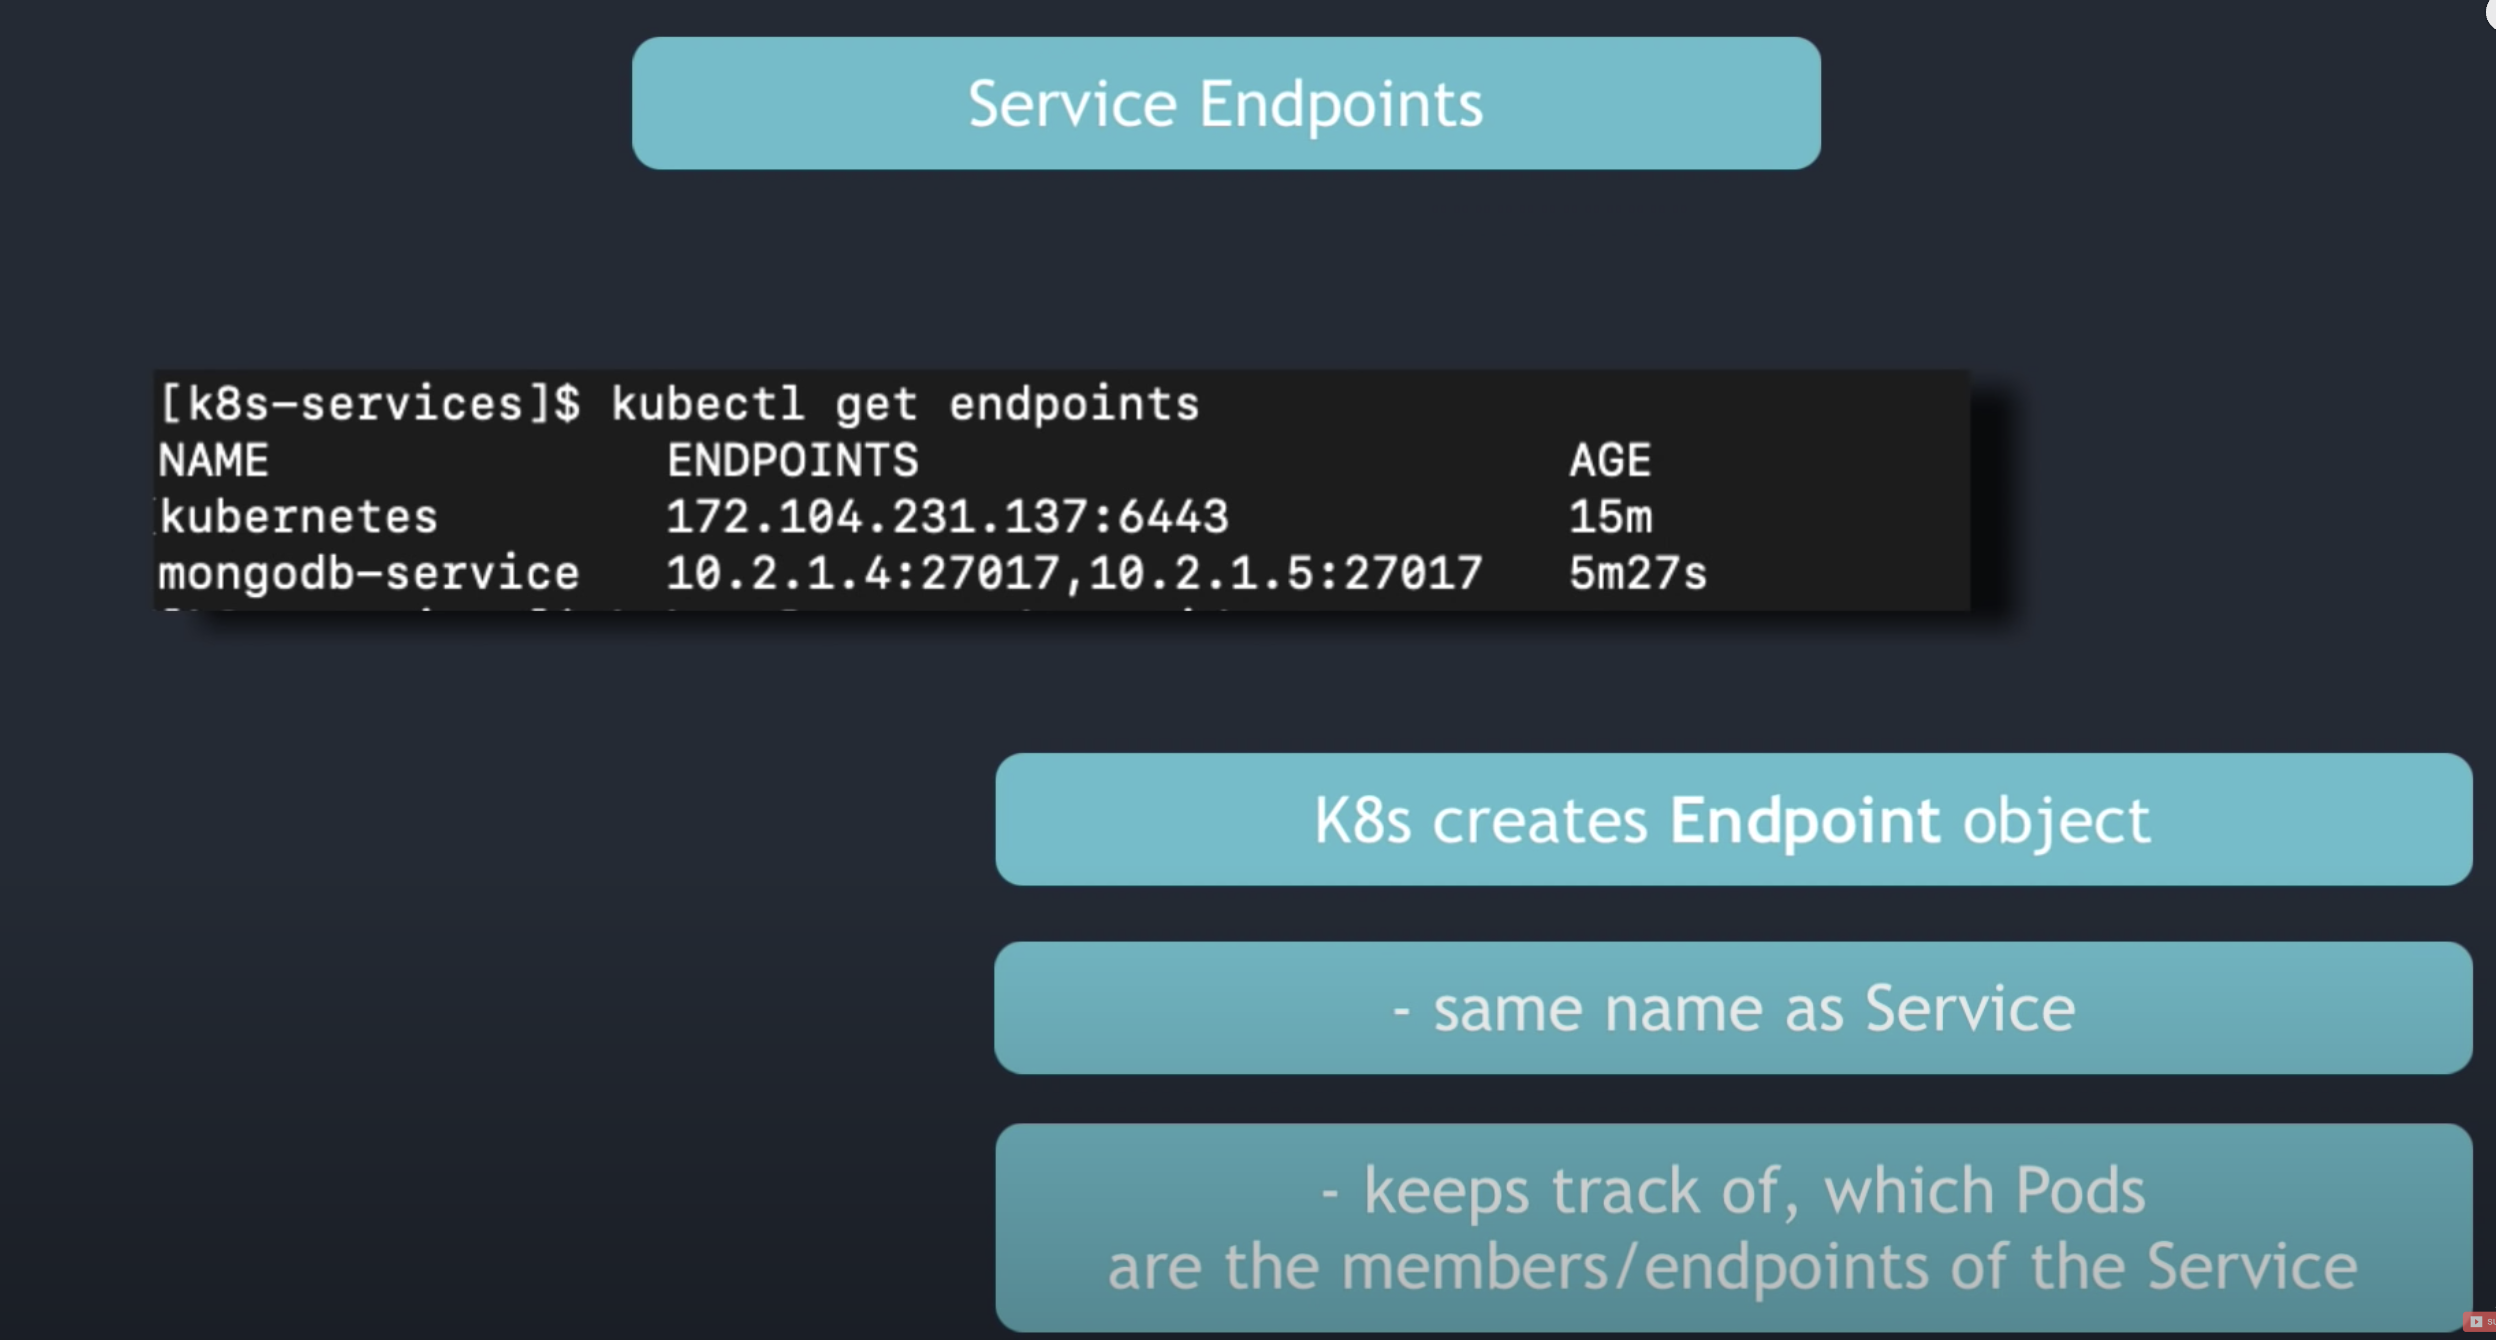 Service Endpoints
[k8s-services]$ kubectl get endpoints
NAME ENDPOINTS AGE
kubernetes 172.104.231.137:6443 15m
mongodb-service 10.2.1.4:27017,10.2.1.5:27017 5m27s
K8s creates Endpoint object
- same name as Service
- keeps track of, which Pods
are the members/endpoints of the Service